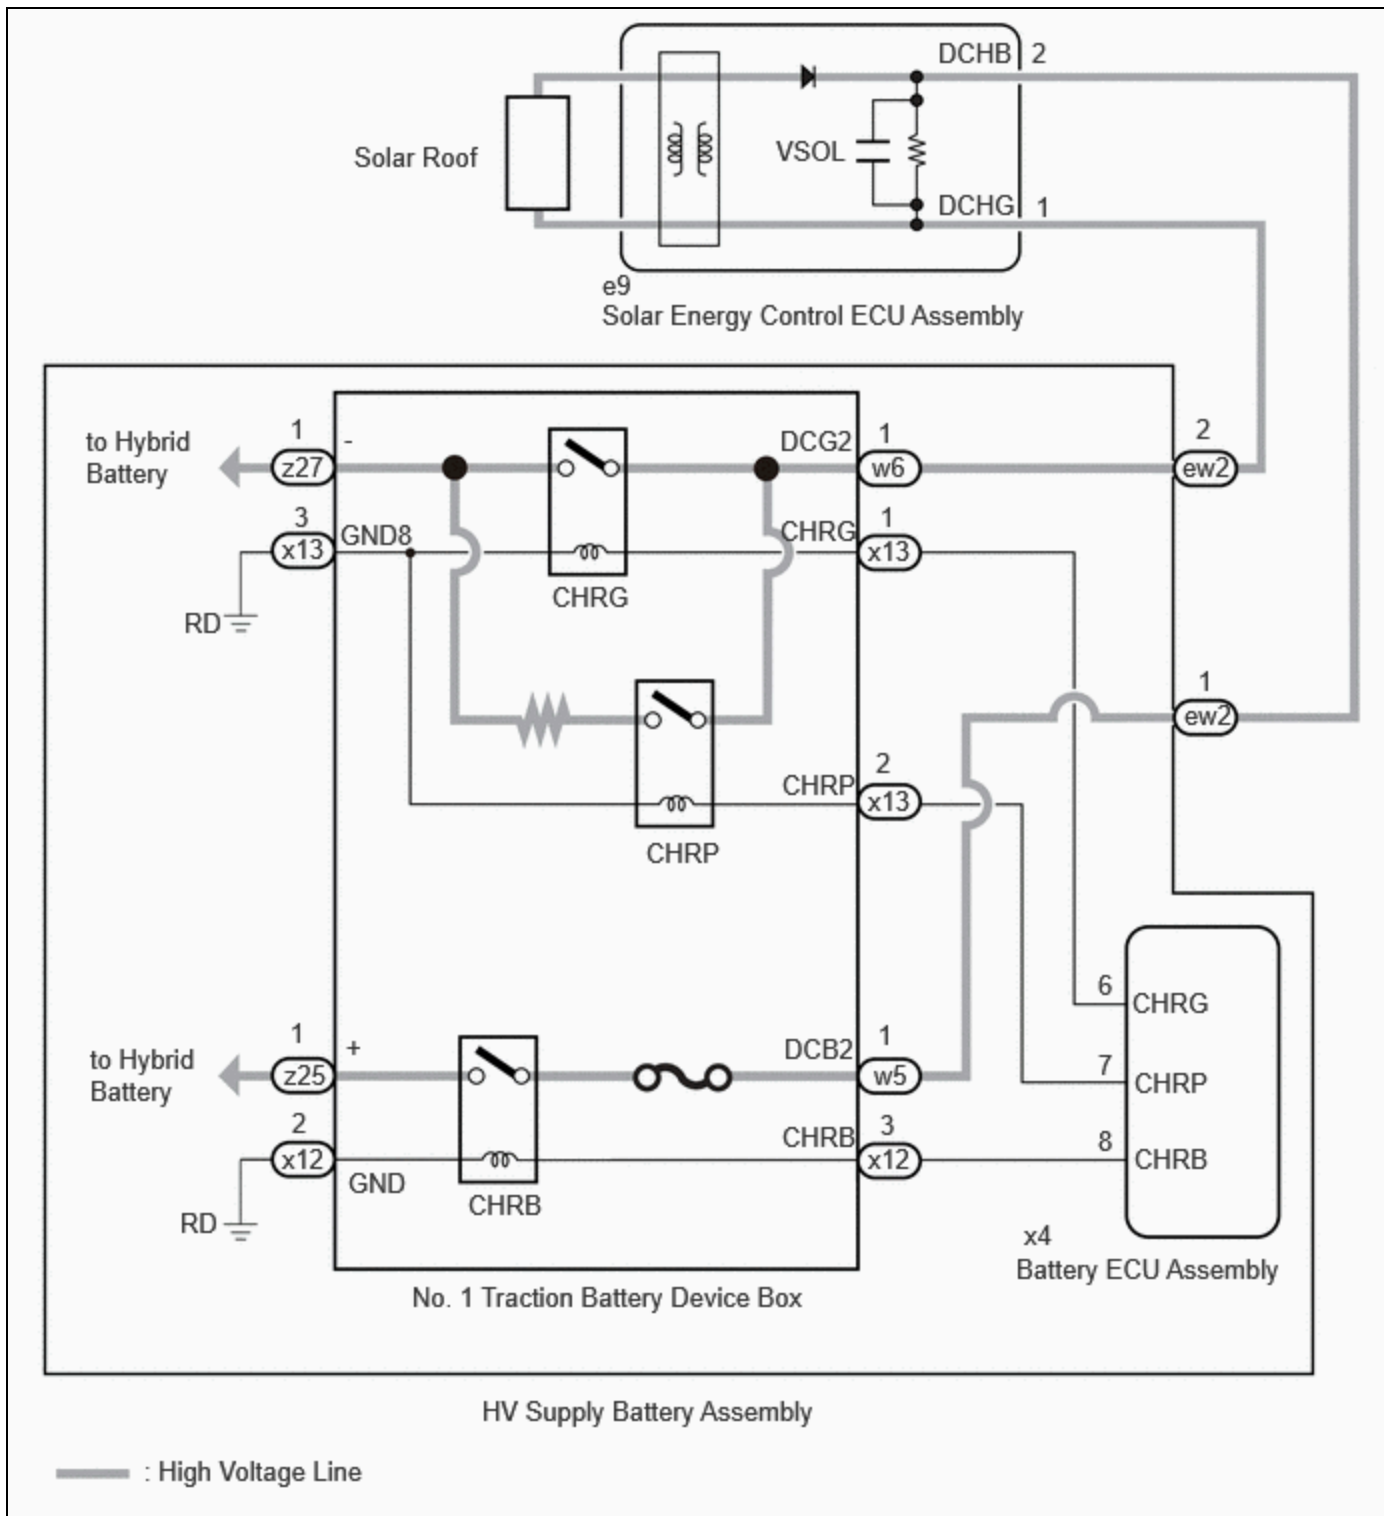 DCHB 2
Solar Roof
VSOL
DCHG 1
e9
Solar Energy Control ECU Assembly
to Hybrid
Battery
1
z27
-
DCG2
1
w6
2
ew2
3
x13
GND8
CHRG
1
x13
RD
CHRG
1
ew2
CHRP
2
x13
CHRP
6
CHRG
to Hybrid
Battery
1
z25
+
DCB2
1
w5
7
CHRP
2
x12
GND
CHRB
3
x12
8
CHRB
RD
CHRB
x4
Battery ECU Assembly
No. 1 Traction Battery Device Box
HV Supply Battery Assembly
: High Voltage Line